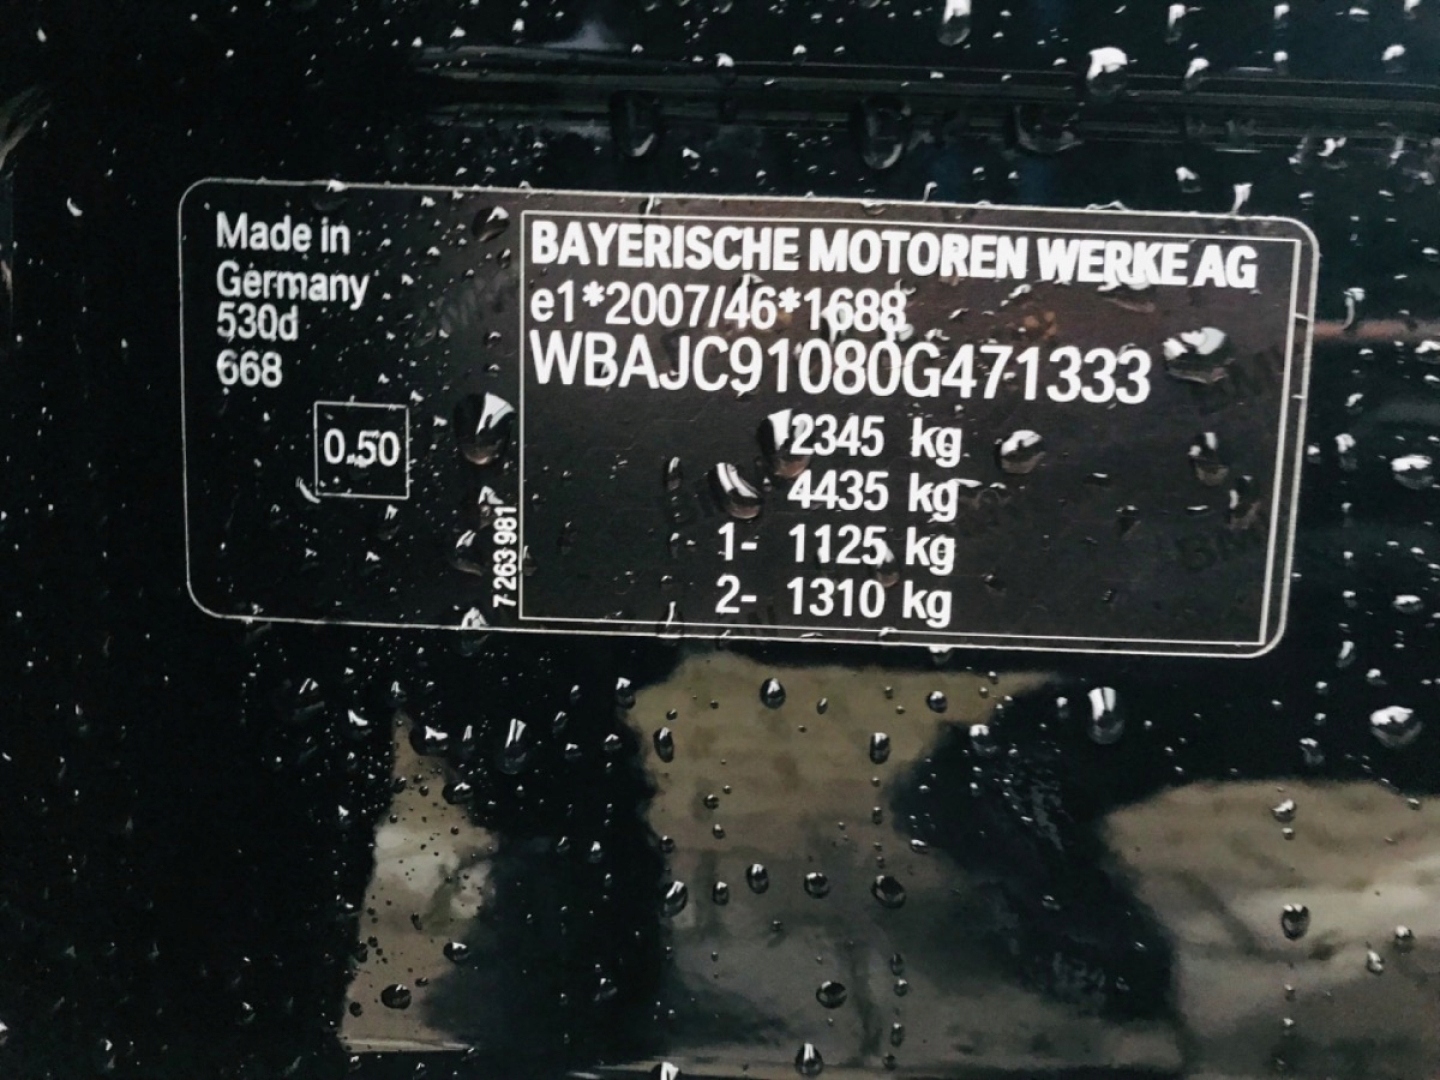 Made in
Germany
530d
668
0.50
7 263 981
BAYERISCHE MOTOREN WERKE AG
e1*2007/46*1688
WBAJC91080G471333
2345 kg
4435 kg
1- 1125 kg
2- 1310 kg